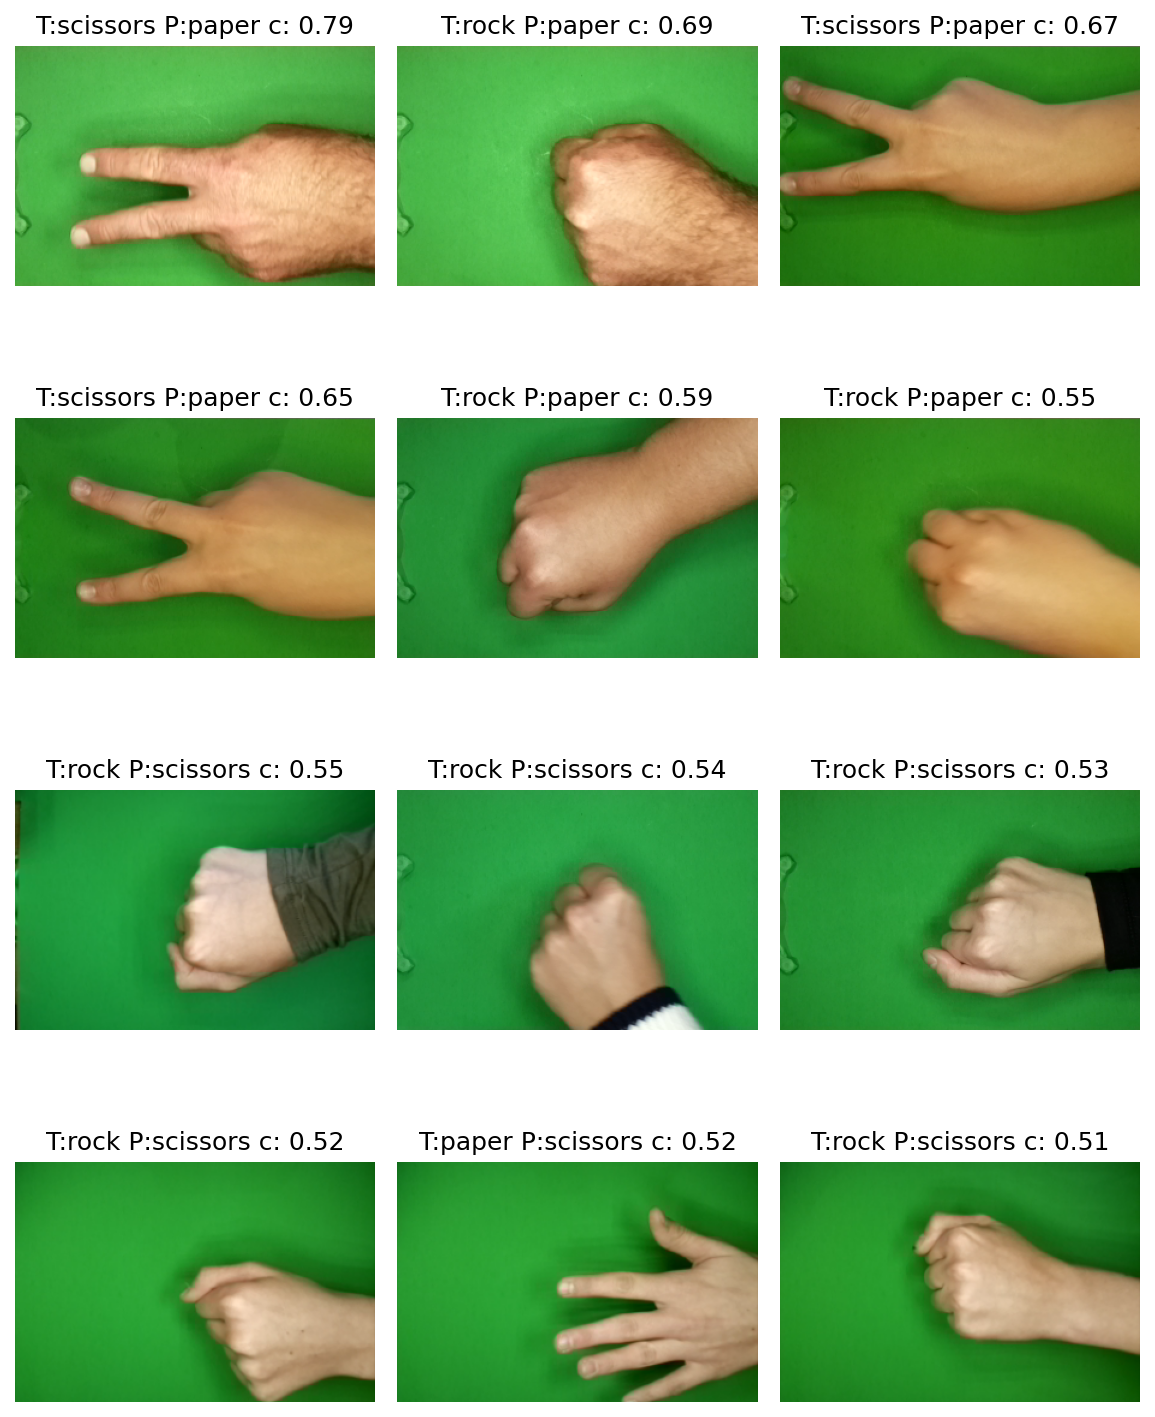 T:scissors P:paper c: 0.79
T:rock P:paper c: 0.69
T:scissors P:paper c: 0.67
T:scissors P:paper c: 0.65
T:rock P:paper c: 0.59
T:rock P:paper c: 0.55
T:rock P:scissors c: 0.55
T:rock P:scissors c: 0.54
T:rock P:scissors c: 0.53
T:rock P:scissors c: 0.52
T:paper P:scissors c: 0.52
T:rock P:scissors c: 0.51